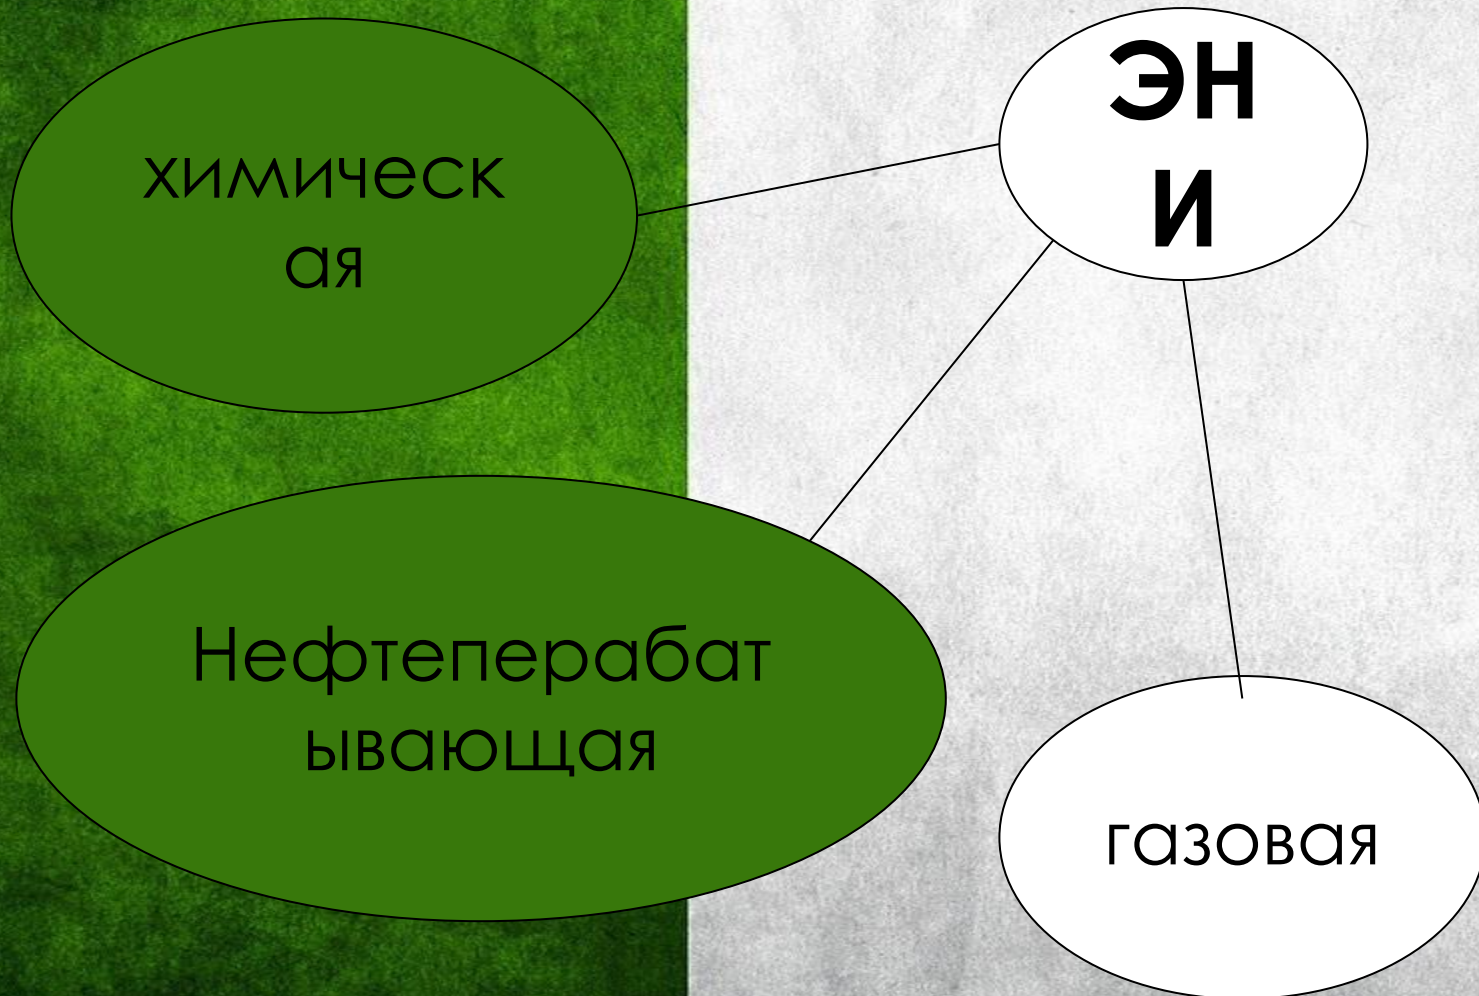 химическ
ая
ЭН
И
Нефтеперабат
ывающая
газовая